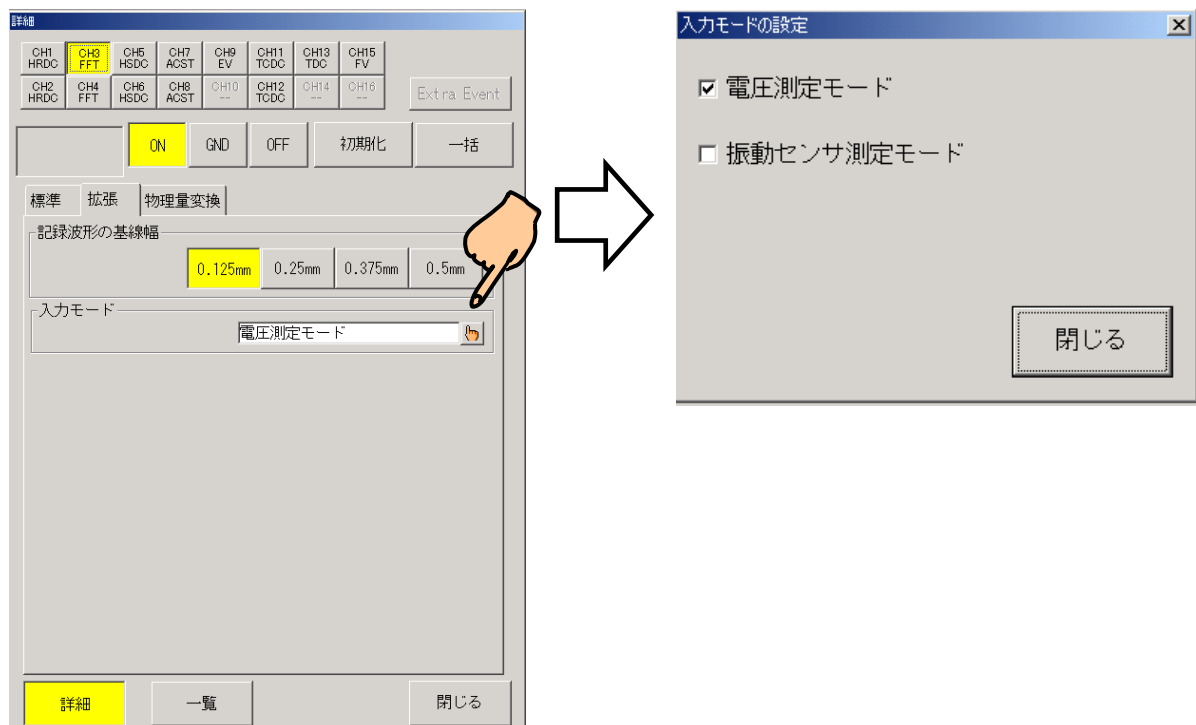 詳細
CH1 CH3 CH5 CH7 CH9 CH11 CH13 CH15
HRDC FFT HSDC ACST EV TCDC TDC FV
CH2 CH4 CH6 CH8 CH10 CH12 CH14 CH16
HRDC FFT HSDC ACST -- TCDC -- --
Extra Event
ON GND OFF 初期化 一括
標準 拡張 物理量変換
記録波形の基線幅
0.125mm 0.25mm 0.375mm 0.5mm
入力モード
電圧測定モード
詳細 一覧 閉じる
入力モードの設定
電圧測定モード
振動センサ測定モード
閉じる